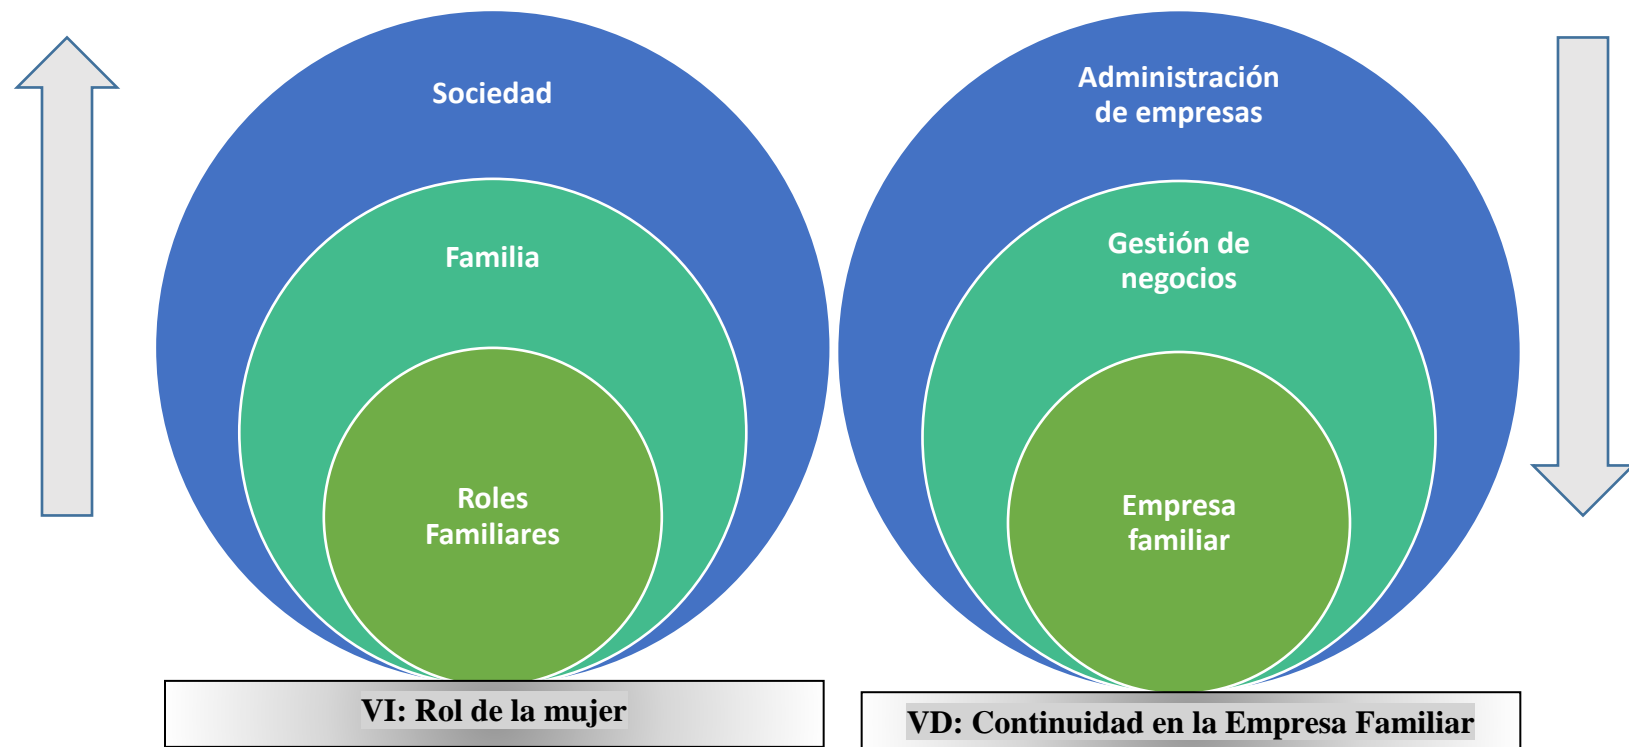 Sociedad
Familia
Roles
Familiares
VI: Rol de la mujer
Administración
de empresas
Gestión de
negocios
Empresa
familiar
VD: Continuidad en la Empresa Familiar